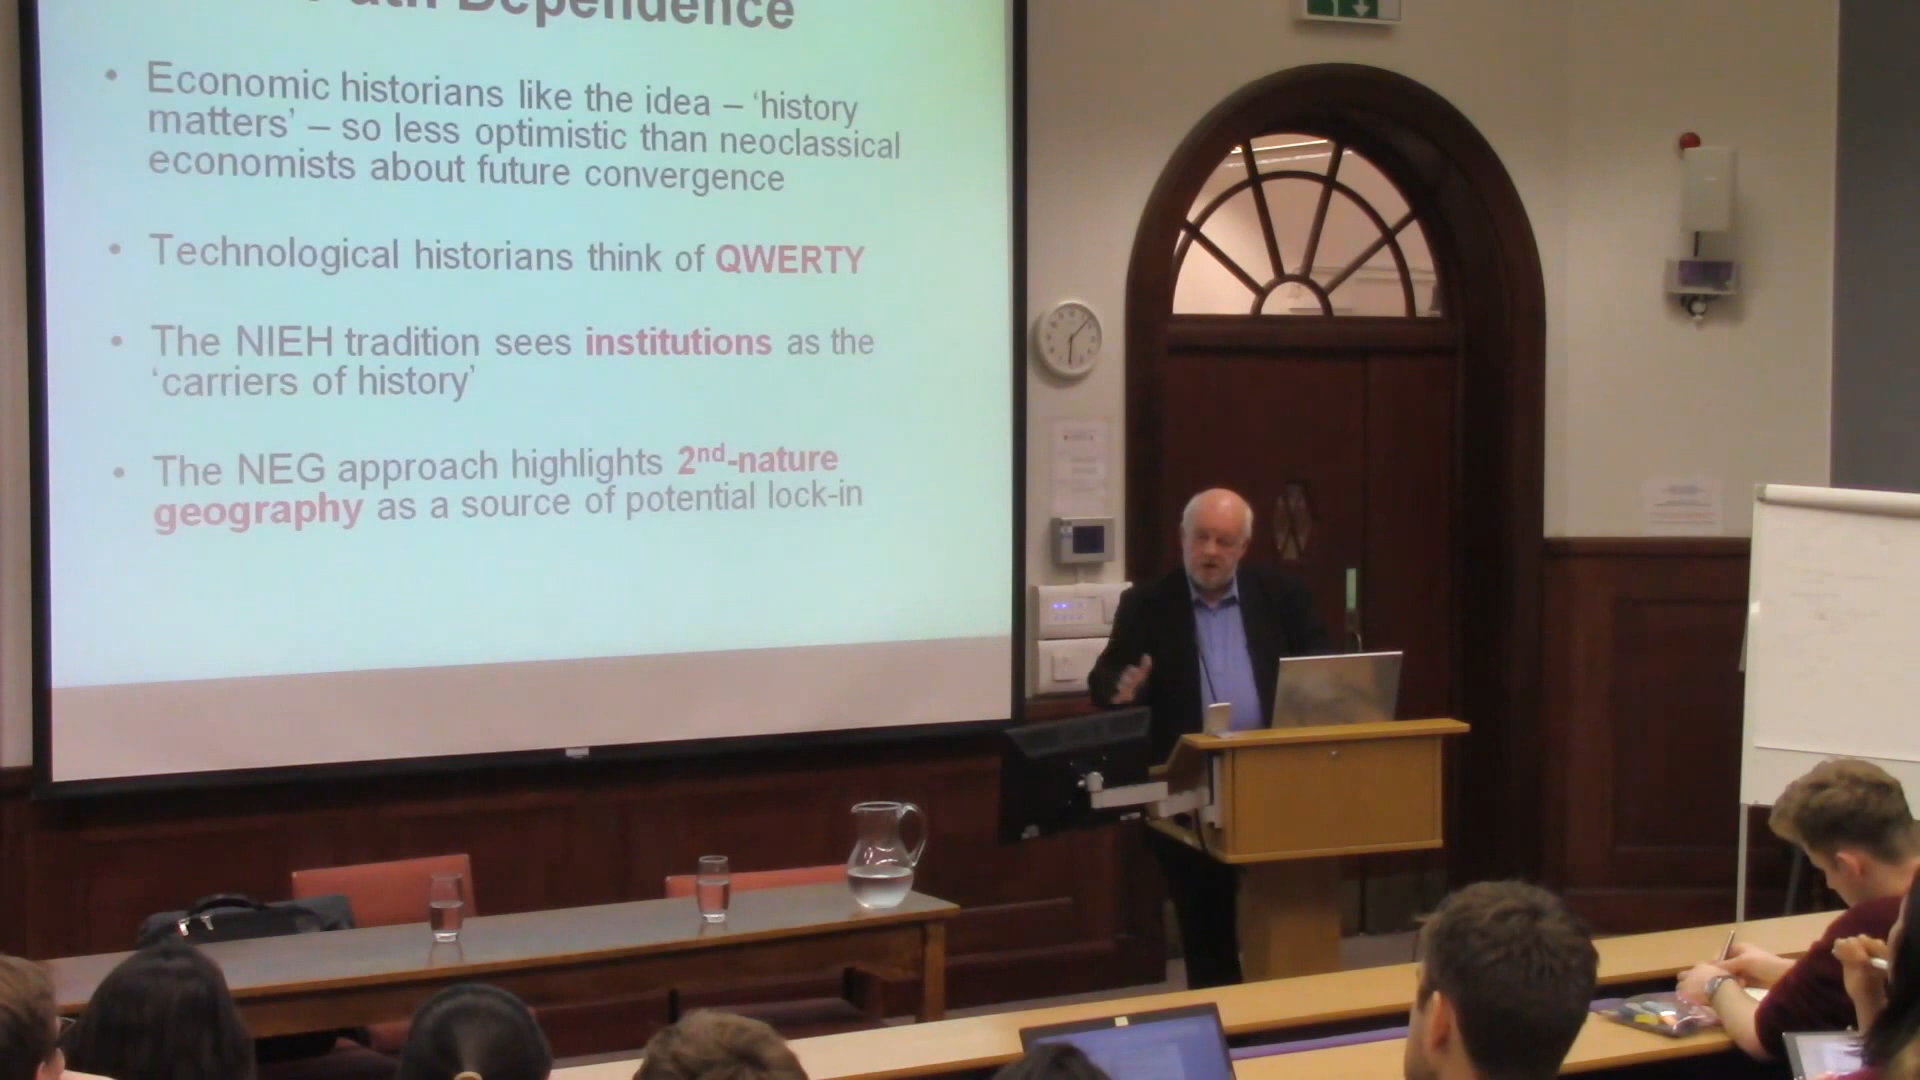 Dependence
• Economic historians like the idea – ‘history
matters’ – so less optimistic than neoclassical
economists about future convergence
• Technological historians think of QWERTY
• The NIEH tradition sees institutions as the
‘carriers of history’
• The NEG approach highlights 2nd-nature
geography as a source of potential lock-in